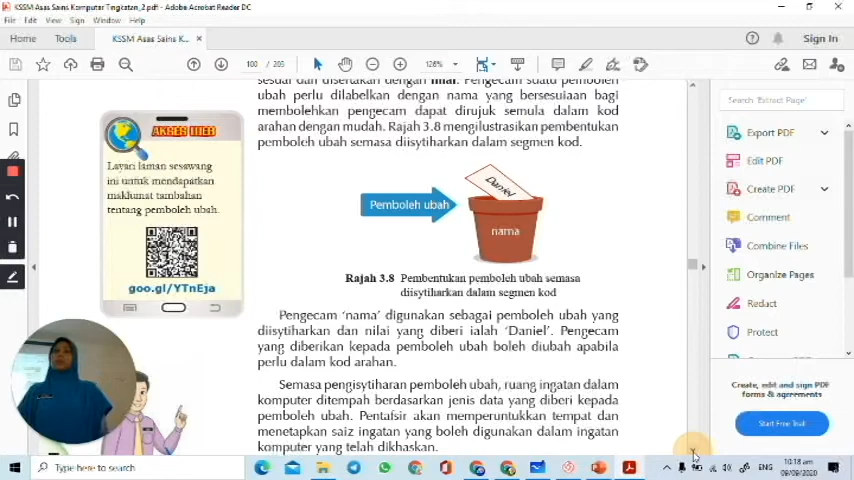 KSSM Asas Sains Komputer Tingkatan_2.pdf - Adobe Acrobat Reader DC
File Edit View Sign Window Help
Home Tools KSSM Asas Sains K... × Sign In
100 / 205 126%
sesuai dan disertakan dengan nilai. Pengecam suatu pemboleh
ubah perlu dilabelkan dengan nama yang bersesuaian bagi
membolehkan pengecam dapat dirujuk semula dalam kod
arahan dengan mudah. Rajah 3.8 mengilustrasikan pembentukan
pemboleh ubah semasa diisytiharkan dalam segmen kod.
AKSES WEB
Layari laman sesawang
ini untuk mendapatkan
maklumat tambahan
tentang pemboleh ubah.
goo.gl/YTnEja
Daniel
Pemboleh ubah
nama
Rajah 3.8 Pembentukan pemboleh ubah semasa
diisytiharkan dalam segmen kod
Pengecam 'nama' digunakan sebagai pemboleh ubah yang
diisytiharkan dan nilai yang diberi ialah 'Daniel'. Pengecam
yang diberikan kepada pemboleh ubah boleh diubah apabila
perlu dalam kod arahan.
Semasa pengisytiharan pemboleh ubah, ruang ingatan dalam
komputer ditempah berdasarkan jenis data yang diberi kepada
pemboleh ubah. Pentafsir akan memperuntukkan tempat dan
menetapkan saiz ingatan yang boleh digunakan dalam ingatan
komputer yang telah dikhaskan.
Search 'Extract Page'
Export PDF
Edit PDF
Create PDF
Comment
Combine Files
Organize Pages
Redact
Protect
Create, edit and sign PDF
forms & agreements
Start Free Trial
Type here to search
ENG
10:18 am
09/09/2020